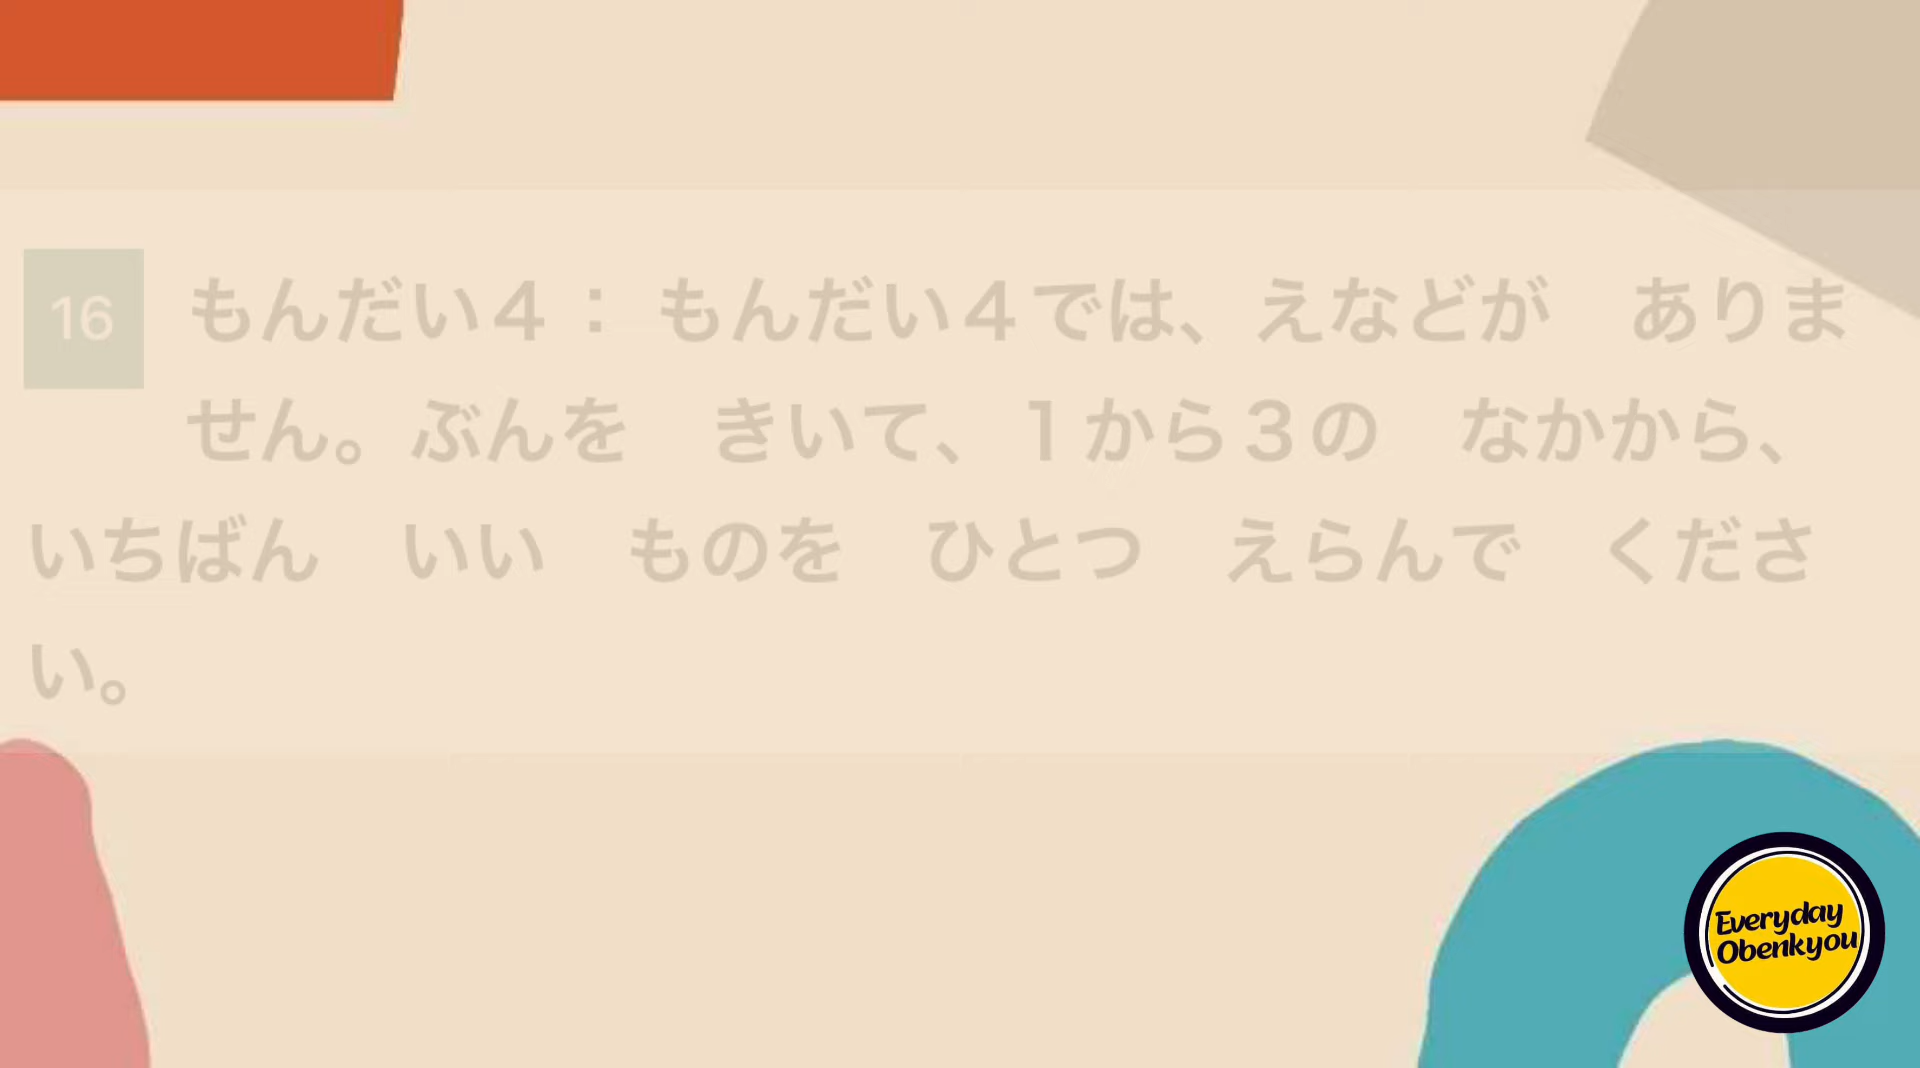 16
もんだい４： もんだい４では、えなどが　ありま
せん。ぶんを　きいて、１から３の　なかから、
いちばん　いい　ものを　ひとつ　えらんで　くださ
い。
Everyday
Obenkyou